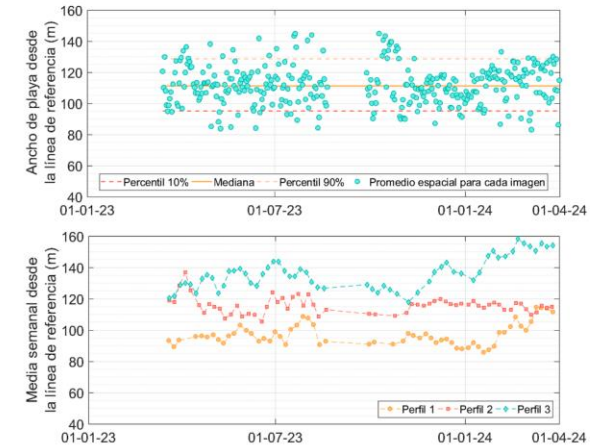 160
140
120
100
80
60
40
Ancho de playa desde
la línea de referencia (m)
Percentil 10%
Mediana
Percentil 90%
Promedio espacial para cada imagen
01-01-23
01-07-23
01-01-24
01-04-24
160
140
120
100
80
60
40
Media semanal desde
la línea de referencia (m)
Perfil 1
Perfil 2
Perfil 3
01-01-23
01-07-23
01-01-24
01-04-24